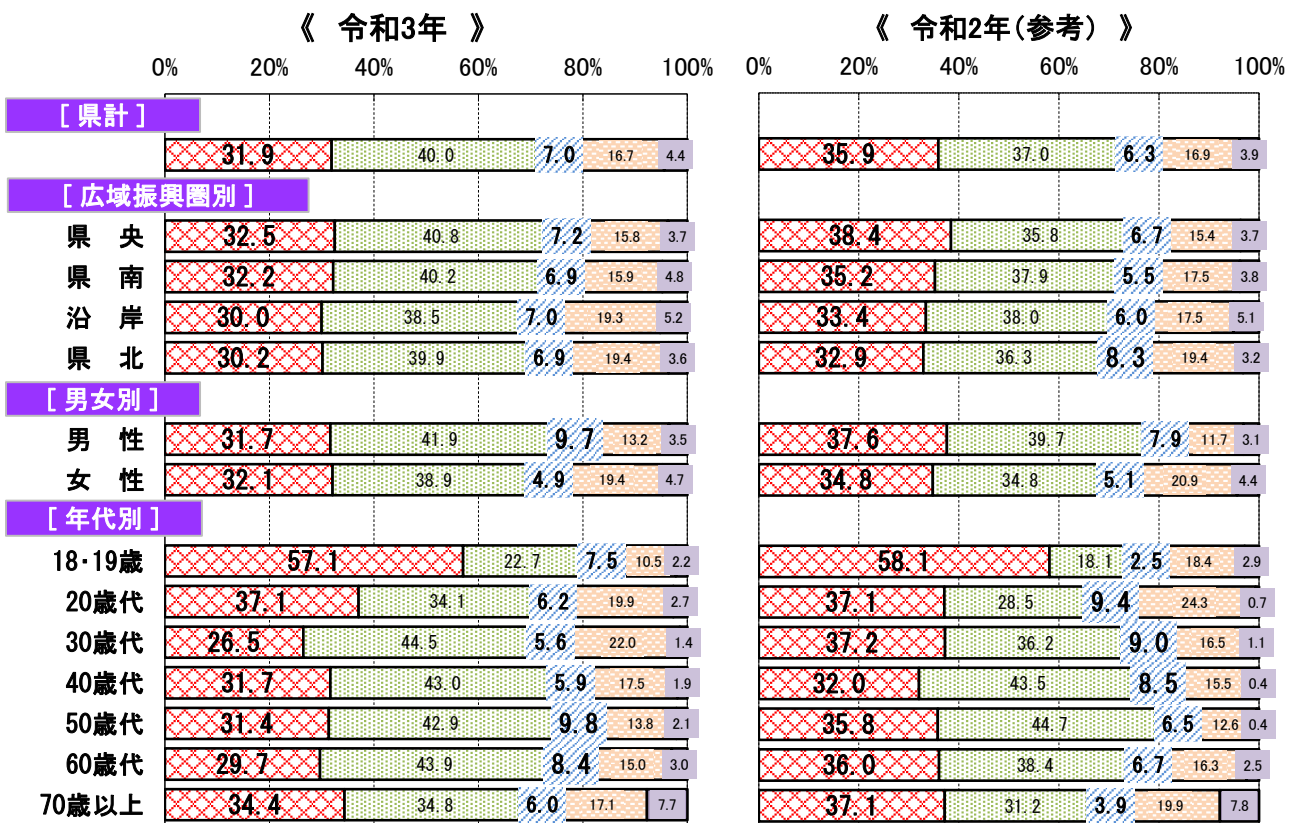 《 令和3年 》 《 令和2年(参考) 》
0% 20% 40% 60% 80% 100% 0% 20% 40% 60% 80% 100%
[ 県計 ]
31.9 40.0 7.0 16.7 4.4 35.9 37.0 6.3 16.9 3.9
[ 広域振興圏別 ]
県 央 32.5 40.8 7.2 15.8 3.7 38.4 35.8 6.7 15.4 3.7
県 南 32.2 40.2 6.9 15.9 4.8 35.2 37.9 5.5 17.5 3.8
沿 岸 30.0 38.5 7.0 19.3 5.2 33.4 38.0 6.0 17.5 5.1
県 北 30.2 39.9 6.9 19.4 3.6 32.9 36.3 8.3 19.4 3.2
[ 男女別 ]
男 性 31.7 41.9 9.7 13.2 3.5 37.6 39.7 7.9 11.7 3.1
女 性 32.1 38.9 4.9 19.4 4.7 34.8 34.8 5.1 20.9 4.4
[ 年代別 ]
18・19歳 57.1 22.7 7.5 10.5 2.2 58.1 18.1 2.5 18.4 2.9
20歳代 37.1 34.1 6.2 19.9 2.7 37.1 28.5 9.4 24.3 0.7
30歳代 26.5 44.5 5.6 22.0 1.4 37.2 36.2 9.0 16.5 1.1
40歳代 31.7 43.0 5.9 17.5 1.9 32.0 43.5 8.5 15.5 0.4
50歳代 31.4 42.9 9.8 13.8 2.1 35.8 44.7 6.5 12.6 0.4
60歳代 29.7 43.9 8.4 15.0 3.0 36.0 38.4 6.7 16.3 2.5
70歳以上 34.4 34.8 6.0 17.1 7.7 37.1 31.2 3.9 19.9 7.8